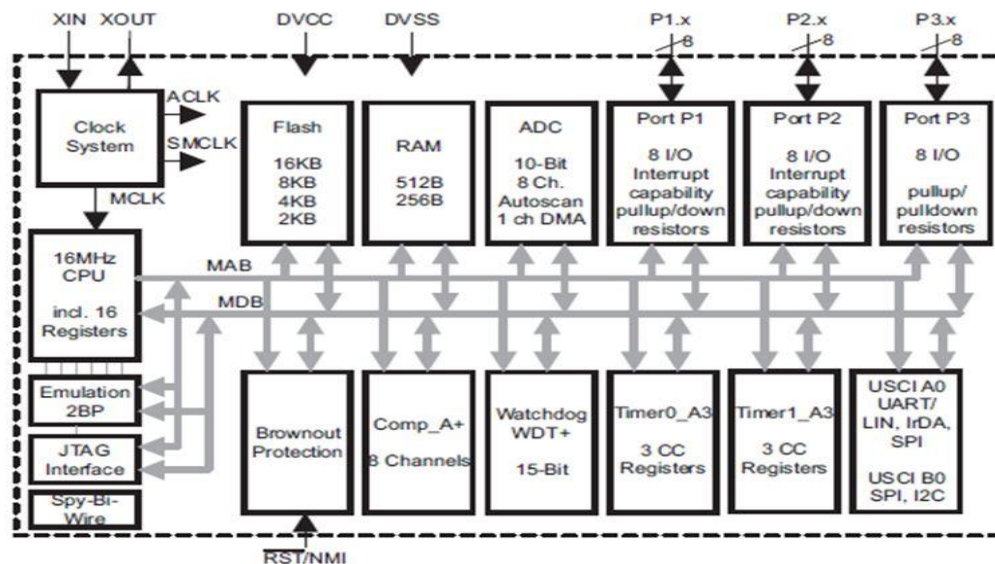 XIN XOUT
DVCC
DVSS
P1.x
P2.x
P3.x
8
8
8
ACLK
SMCLK
MCLK
Clock
System
Flash
16KB
8KB
4KB
2KB
RAM
512B
256B
ADC
10-Bit
8 Ch.
Autoscan
1 ch DMA
Port P1
8 I/O
Interrupt
capability
pullup/down
resistors
Port P2
8 I/O
Interrupt
capability
pullup/down
resistors
Port P3
8 I/O
pullup/
pulldown
resistors
16MHz
CPU
incl. 16
Registers
MAB
MDB
Emulation
2BP
JTAG
Interface
Spy-Bi-
Wire
Brownout
Protection
Comp_A+
8 Channels
Watchdog
WDT+
15-Bit
Timer0_A3
3 CC
Registers
Timer1_A3
3 CC
Registers
USCI A0
UART/
LIN, IrDA,
SPI
USCI B0
SPI, I2C
RST/NMI